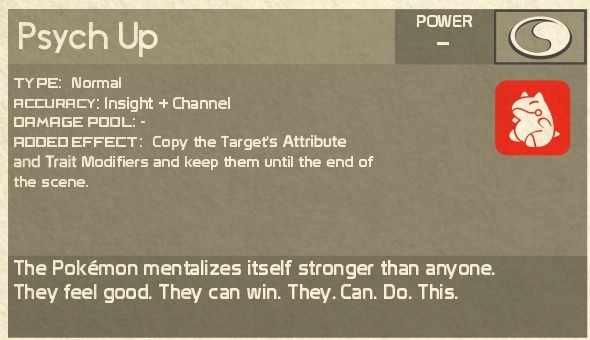 Psych Up
POWER
–
TYPE: Normal
ACCURACY: Insight + Channel
DAMAGE POOL: -
ADDED EFFECT: Copy the Target's Attribute
and Trait Modifiers and keep them until the end of
the scene.
The Pokémon mentalizes itself stronger than anyone.
They feel good. They can win. They. Can. Do. This.